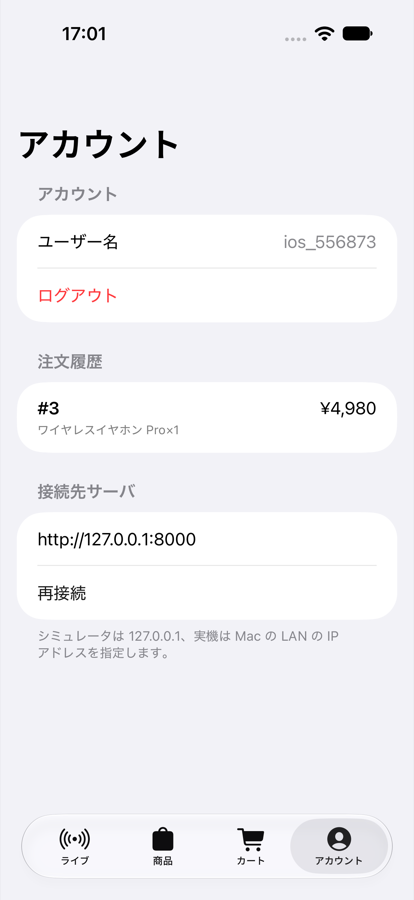 17:01
アカウント
アカウント
ユーザー名 ios_556873
ログアウト
注文履歴
#3 ¥4,980
ワイヤレスイヤホン Pro×1
接続先サーバ
http://127.0.0.1:8000
再接続
シミュレータは 127.0.0.1、実機は Mac の LAN の IP
アドレスを指定します。
ライブ 商品 カート アカウント